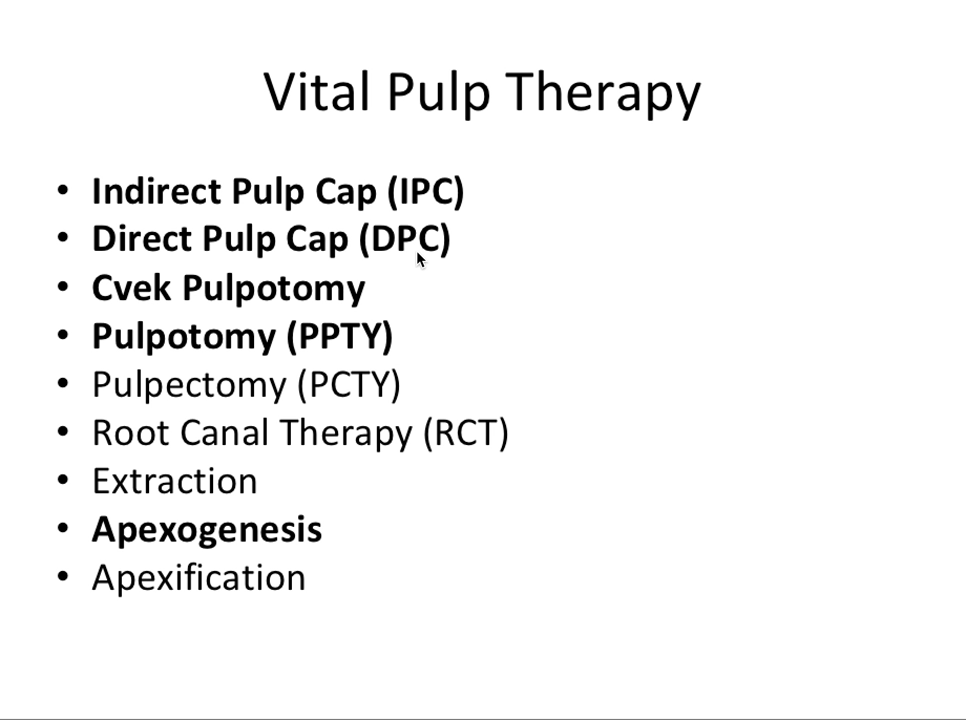 Vital Pulp Therapy
• Indirect Pulp Cap (IPC)
• Direct Pulp Cap (DPC)
• Cvek Pulpotomy
• Pulpotomy (PPTY)
• Pulpectomy (PCTY)
• Root Canal Therapy (RCT)
• Extraction
• Apexogenesis
• Apexification